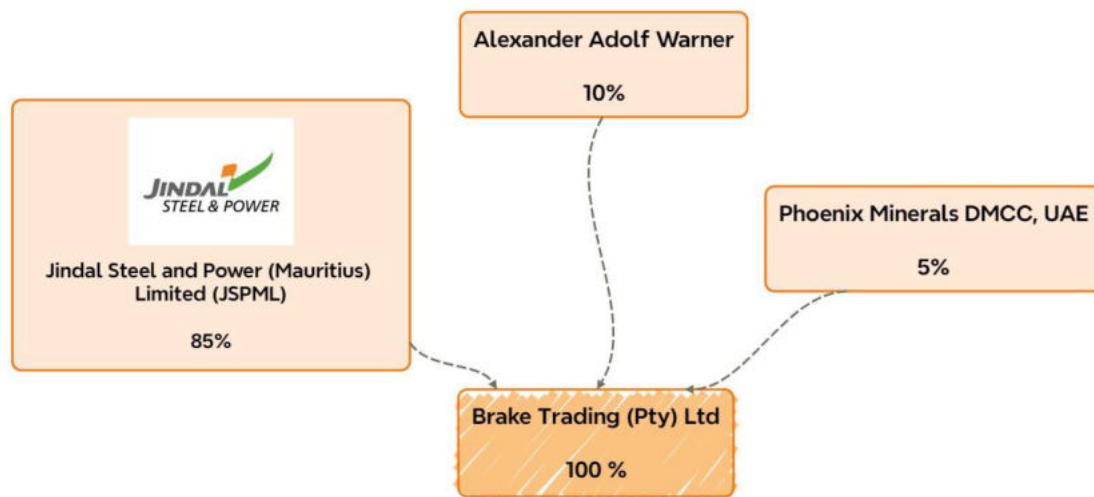 Alexander Adolf Warner
10%
JINDAL
STEEL & POWER
Jindal Steel and Power (Mauritius)
Limited (JSPML)
85%
Phoenix Minerals DMCC, UAE
5%
Brake Trading (Pty) Ltd
100 %